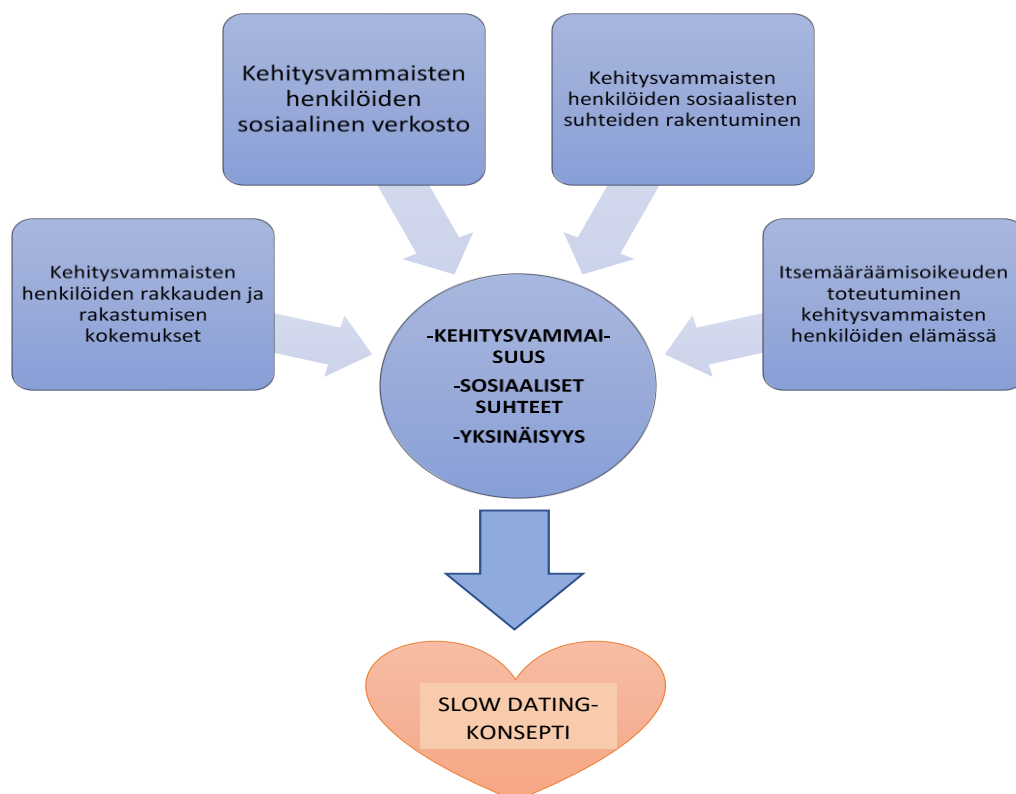 Kehitysvammaisten
henkilöiden
sosiaalinen verkosto
Kehitysvammaisten
henkilöiden sosiaalisten
suhteiden rakentuminen
Kehitysvammaisten
henkilöiden rakkauden ja
rakastumisen
kokemukset
Itsemääräämisoikeuden
toteutuminen
kehitysvammaisten
henkilöiden elämässä
-KEHITYSVAMMAI-
SUUS
-SOSIAALISET
SUHTEET
-YKSINÄISYYS
SLOW DATING-
KONSEPTI